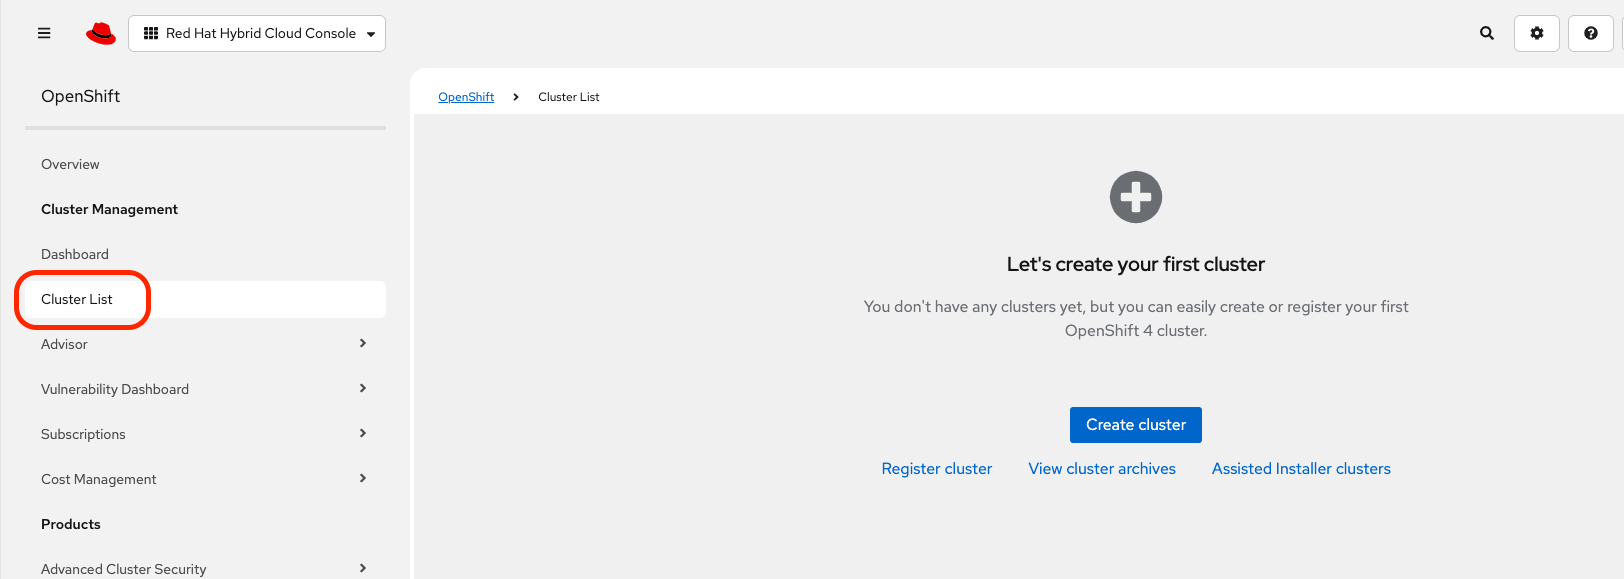 Red Hat Hybrid Cloud Console
OpenShift
Overview
Cluster Management
Dashboard
Cluster List
Advisor
Vulnerability Dashboard
Subscriptions
Cost Management
Products
Advanced Cluster Security
OpenShift > Cluster List
Let's create your first cluster
You don't have any clusters yet, but you can easily create or register your first
OpenShift 4 cluster.
Create cluster
Register cluster View cluster archives Assisted Installer clusters